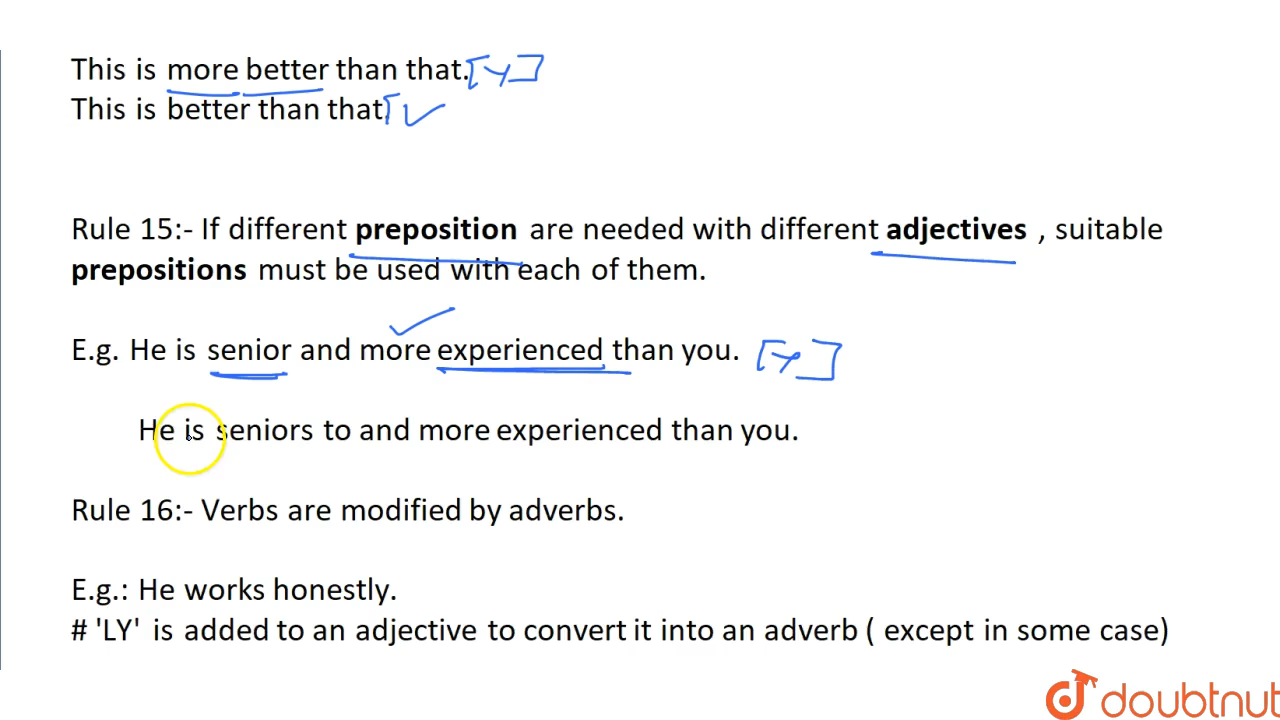 This is more better than that.[x]
This is better than that.[✓
Rule 15:- If different preposition are needed with different adjectives , suitable
prepositions must be used with each of them.
E.g. He is senior and more experienced than you. [x]
He is seniors to and more experienced than you.
Rule 16:- Verbs are modified by adverbs.
E.g.: He works honestly.
# 'LY' is added to an adjective to convert it into an adverb ( except in some case)
doubtnut